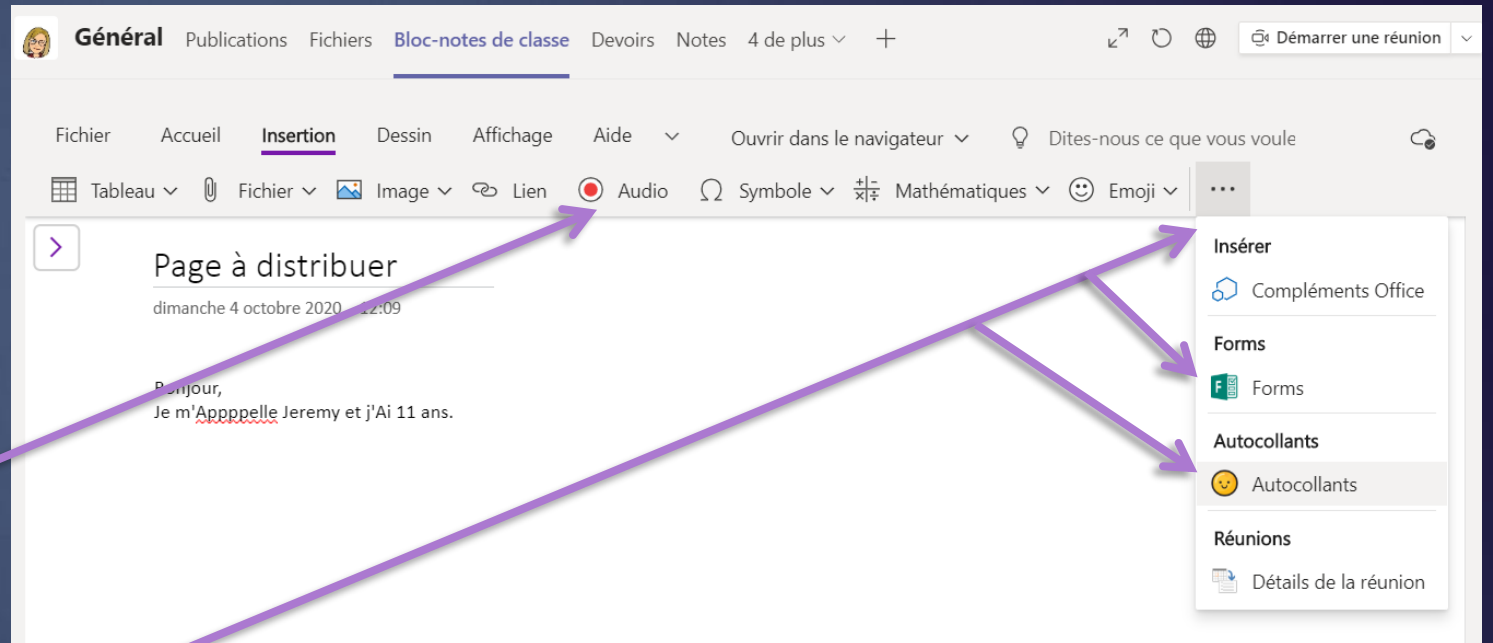 Général Publications Fichiers Bloc-notes de classe Devoirs Notes 4 de plus Démarrer une réunion
Fichier Accueil Insertion Dessin Affichage Aide Ouvrir dans le navigateur Dites-nous ce que vous voule
Tableau Fichier Image Lien Audio Symbole Mathématiques Emoji ...
Page à distribuer
dimanche 4 octobre 2020 12:09
Bonjour,
Je m'Appppelle Jeremy et j'Ai 11 ans.
Insérer
Compléments Office
Forms
Forms
Autocollants
Autocollants
Réunions
Détails de la réunion